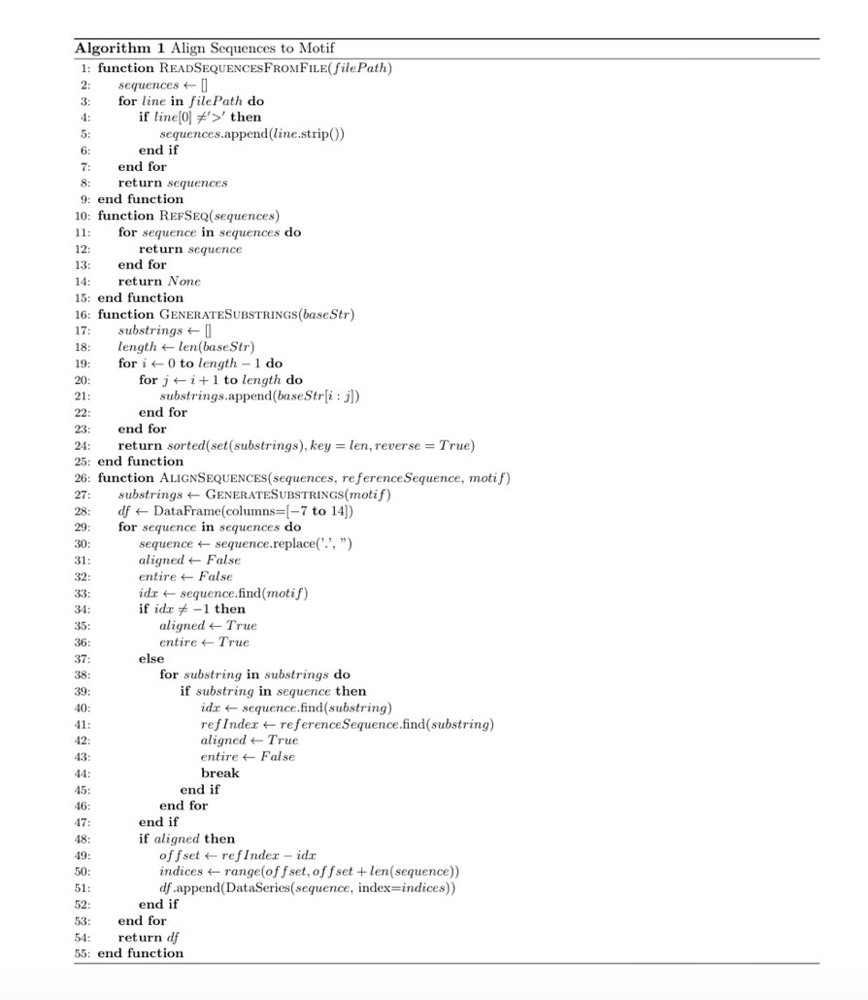 Algorithm 1 Align Sequences to Motif
1: function READSEQUENCESFROMFILE(filePath)
2: sequences ← []
3: for line in filePath do
4: if line[0] ≠'>' then
5: sequences.append(line.strip())
6: end if
7: end for
8: return sequences
9: end function
10: function REFSEQ(sequences)
11: for sequence in sequences do
12: return sequence
13: end for
14: return None
15: end function
16: function GENERATESUBSTRINGS(baseStr)
17: substrings ← []
18: length ← len(baseStr)
19: for i ← 0 to length − 1 do
20: for j ← i + 1 to length do
21: substrings.append(baseStr[i : j])
22: end for
23: end for
24: return sorted(set(substrings), key = len, reverse = True)
25: end function
26: function ALIGNSEQUENCES(sequences, referenceSequence, motif)
27: substrings ← GENERATESUBSTRINGS(motif)
28: df ← DataFrame(columns=[−7 to 14])
29: for sequence in sequences do
30: sequence ← sequence.replace('.', ”)
31: aligned ← False
32: entire ← False
33: idx ← sequence.find(motif)
34: if idx ≠ −1 then
35: aligned ← True
36: entire ← True
37: else
38: for substring in substrings do
39: if substring in sequence then
40: idx ← sequence.find(substring)
41: refIndex ← referenceSequence.find(substring)
42: aligned ← True
43: entire ← False
44: break
45: end if
46: end for
47: end if
48: if aligned then
49: offset ← refIndex − idx
50: indices ← range(offset, offset + len(sequence))
51: df.append(DataSeries(sequence, index=indices))
52: end if
53: end for
54: return df
55: end function